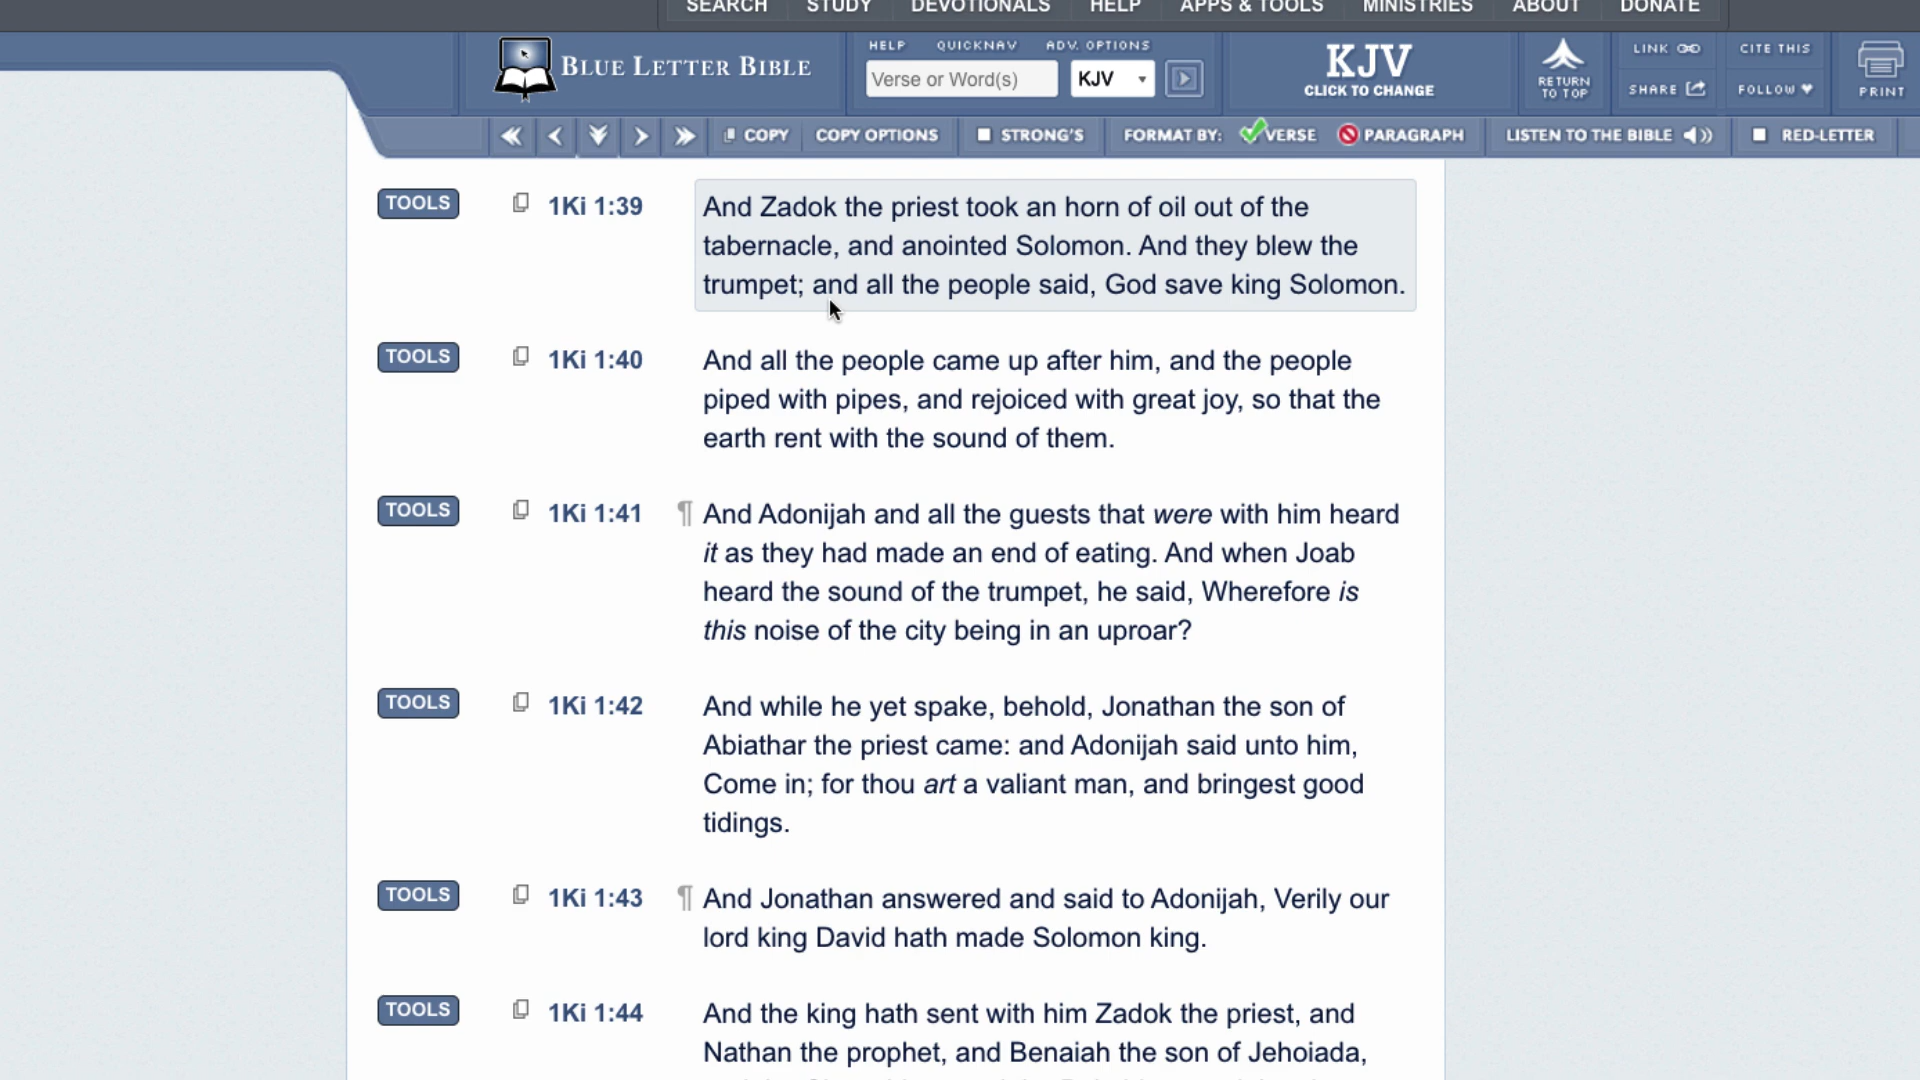 SEARCH STUDY DEVOTIONALS HELP APPS & TOOLS MINISTRIES ABOUT DONATE
BLUE LETTER BIBLE
HELP QUICKNAV ADV. OPTIONS
Verse or Word(s) KJV
KJV
CLICK TO CHANGE
RETURN
TO TOP
LINK
SHARE
CITE THIS
FOLLOW
PRINT
COPY COPY OPTIONS STRONG'S FORMAT BY: VERSE PARAGRAPH LISTEN TO THE BIBLE RED-LETTER
TOOLS 1Ki 1:39 And Zadok the priest took an horn of oil out of the
tabernacle, and anointed Solomon. And they blew the
trumpet; and all the people said, God save king Solomon.
TOOLS 1Ki 1:40 And all the people came up after him, and the people
piped with pipes, and rejoiced with great joy, so that the
earth rent with the sound of them.
TOOLS 1Ki 1:41 ¶ And Adonijah and all the guests that were with him heard
it as they had made an end of eating. And when Joab
heard the sound of the trumpet, he said, Wherefore is
this noise of the city being in an uproar?
TOOLS 1Ki 1:42 And while he yet spake, behold, Jonathan the son of
Abiathar the priest came: and Adonijah said unto him,
Come in; for thou art a valiant man, and bringest good
tidings.
TOOLS 1Ki 1:43 ¶ And Jonathan answered and said to Adonijah, Verily our
lord king David hath made Solomon king.
TOOLS 1Ki 1:44 And the king hath sent with him Zadok the priest, and
Nathan the prophet, and Benaiah the son of Jehoiada,